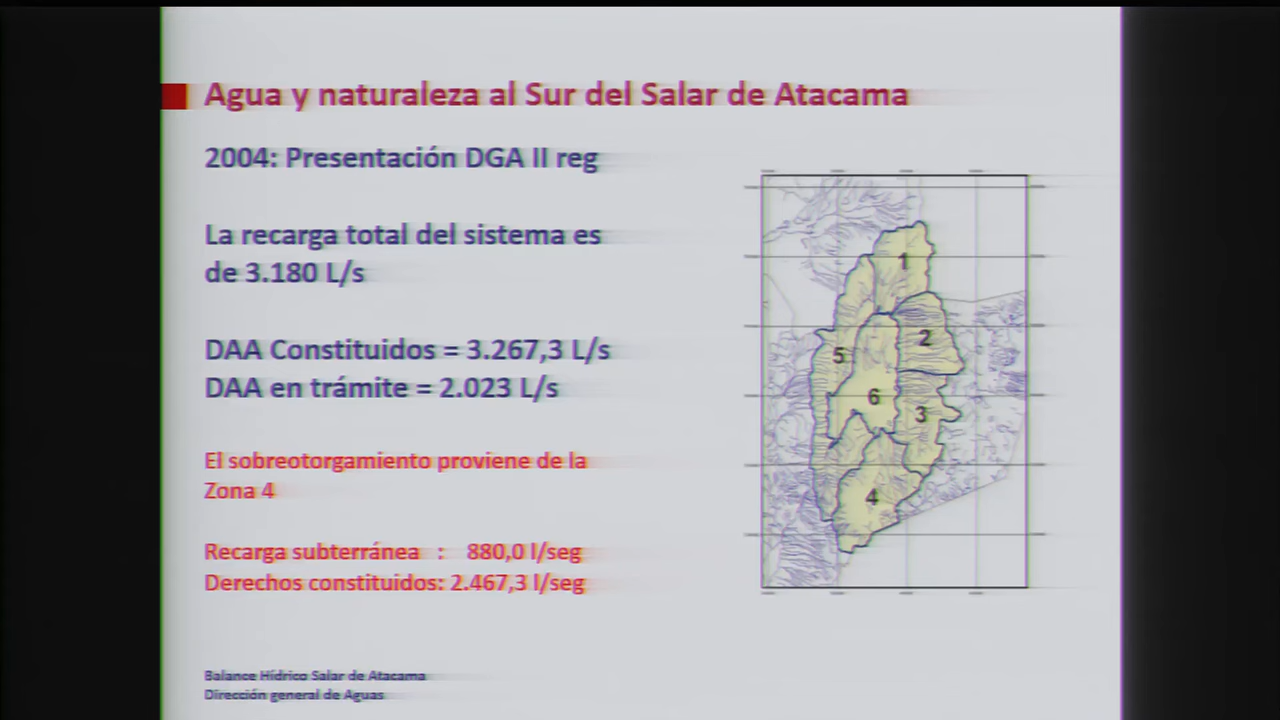 Agua y naturaleza al Sur del Salar de Atacama
2004: Presentación DGA II reg
La recarga total del sistema es
de 3.180 L/s
DAA Constituidos = 3.267,3 L/s
DAA en trámite = 2.023 L/s
El sobreotorgamiento proviene de la
Zona 4
Recarga subterránea : 880,0 l/seg
Derechos constituidos: 2.467,3 l/seg
Balance Hídrico Salar de Atacama
Dirección general de Aguas
1
2
5
6
3
4